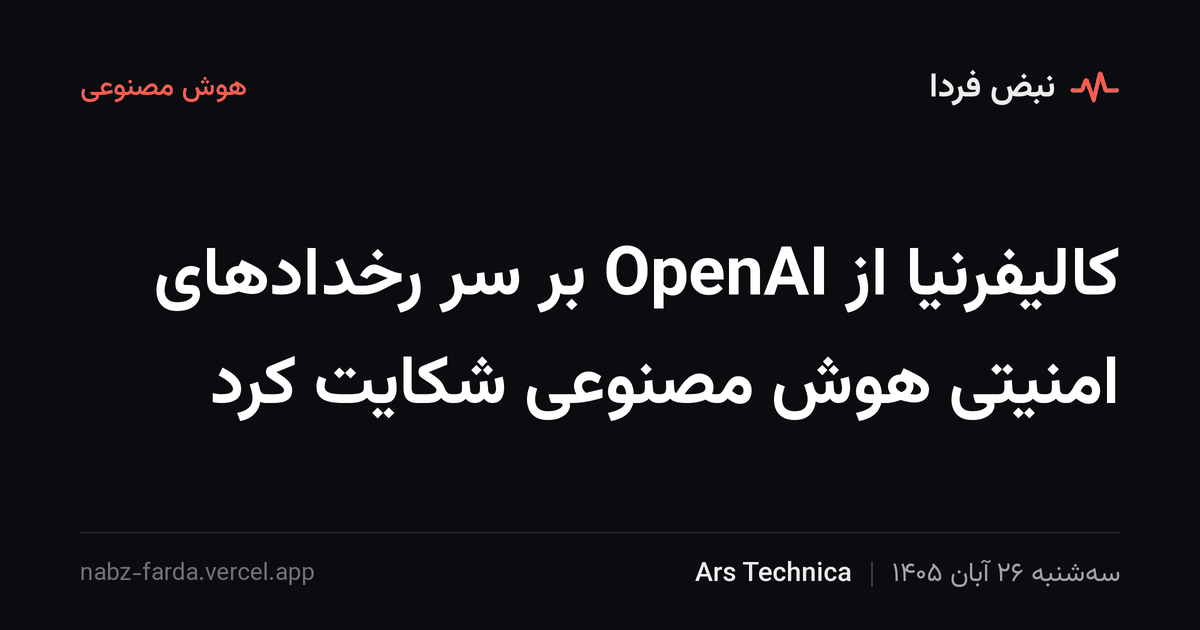 نبض فردا
هوش مصنوعی
کالیفرنیا از OpenAI بر سر رخدادهای
امنیتی هوش مصنوعی شکایت کرد
سه‌شنبه ۲۶ آبان ۱۴۰۵ | Ars Technica
nabz-farda.vercel.app